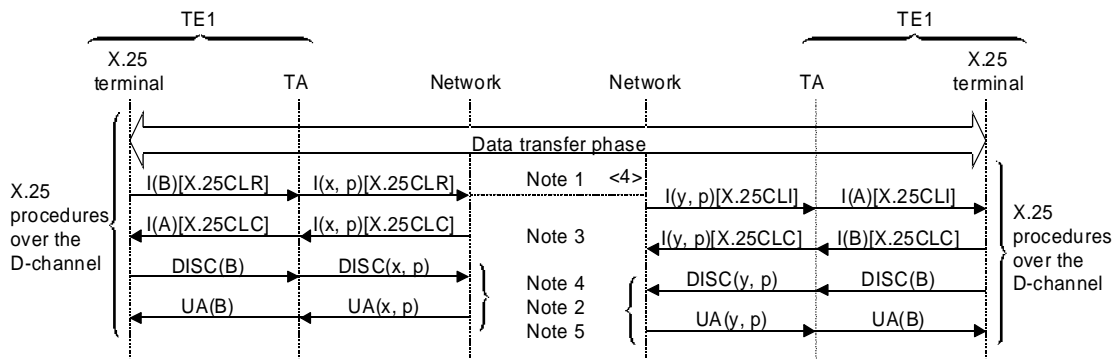 TE1
TE1
X.25 terminal
TA
Network
Network
TA
X.25 terminal
Data transfer phase
X.25 procedures over the D-channel
I(B)[X.25CLR]
I(x, p)[X.25CLR]
Note 1
<4>
I(y, p)[X.25CLI]
I(A)[X.25CLI]
I(A)[X.25CLC]
I(x, p)[X.25CLC]
Note 3
I(y, p)[X.25CLC]
I(B)[X.25CLC]
DISC(B)
DISC(x, p)
Note 4
DISC(y, p)
DISC(B)
Note 2
UA(B)
UA(x, p)
Note 5
UA(y, p)
UA(B)
X.25 procedures over the D-channel